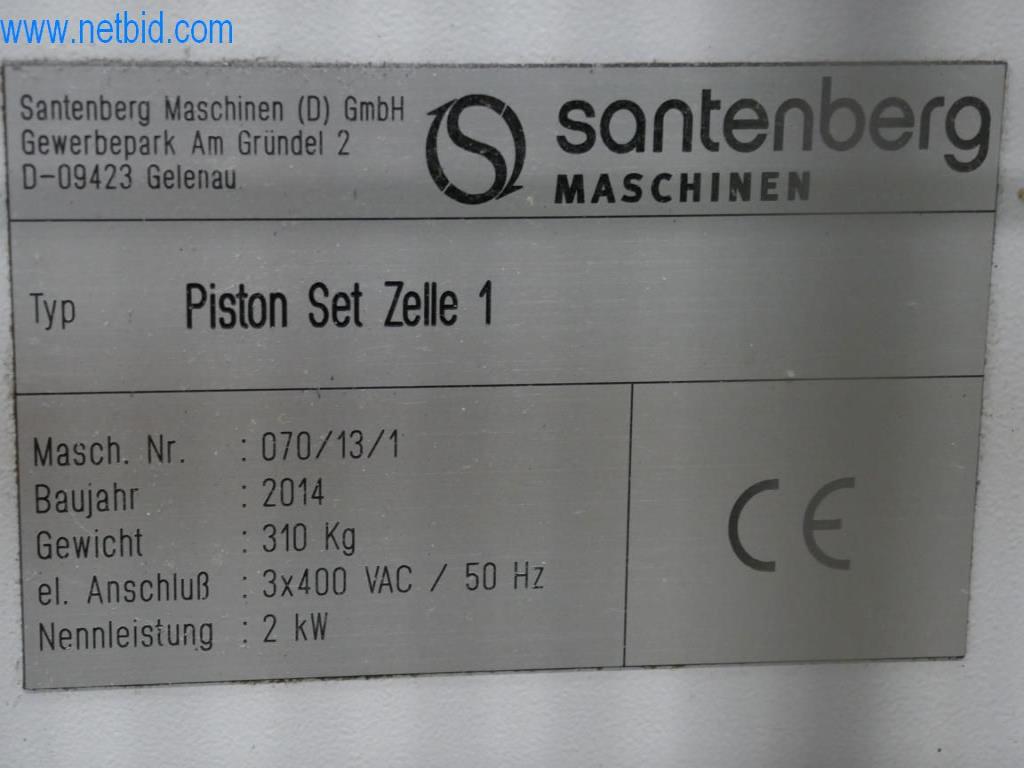 www.netbid.com
Santenberg Maschinen (D) GmbH
Gewerbepark Am Gründel 2
D-09423 Gelenau
santenberg
MASCHINEN
Typ Piston Set Zelle 1
Masch. Nr. : 070/13/1
Baujahr : 2014
Gewicht : 310 Kg
el. Anschluß : 3x400 VAC / 50 Hz
Nennleistung : 2 kW
CE